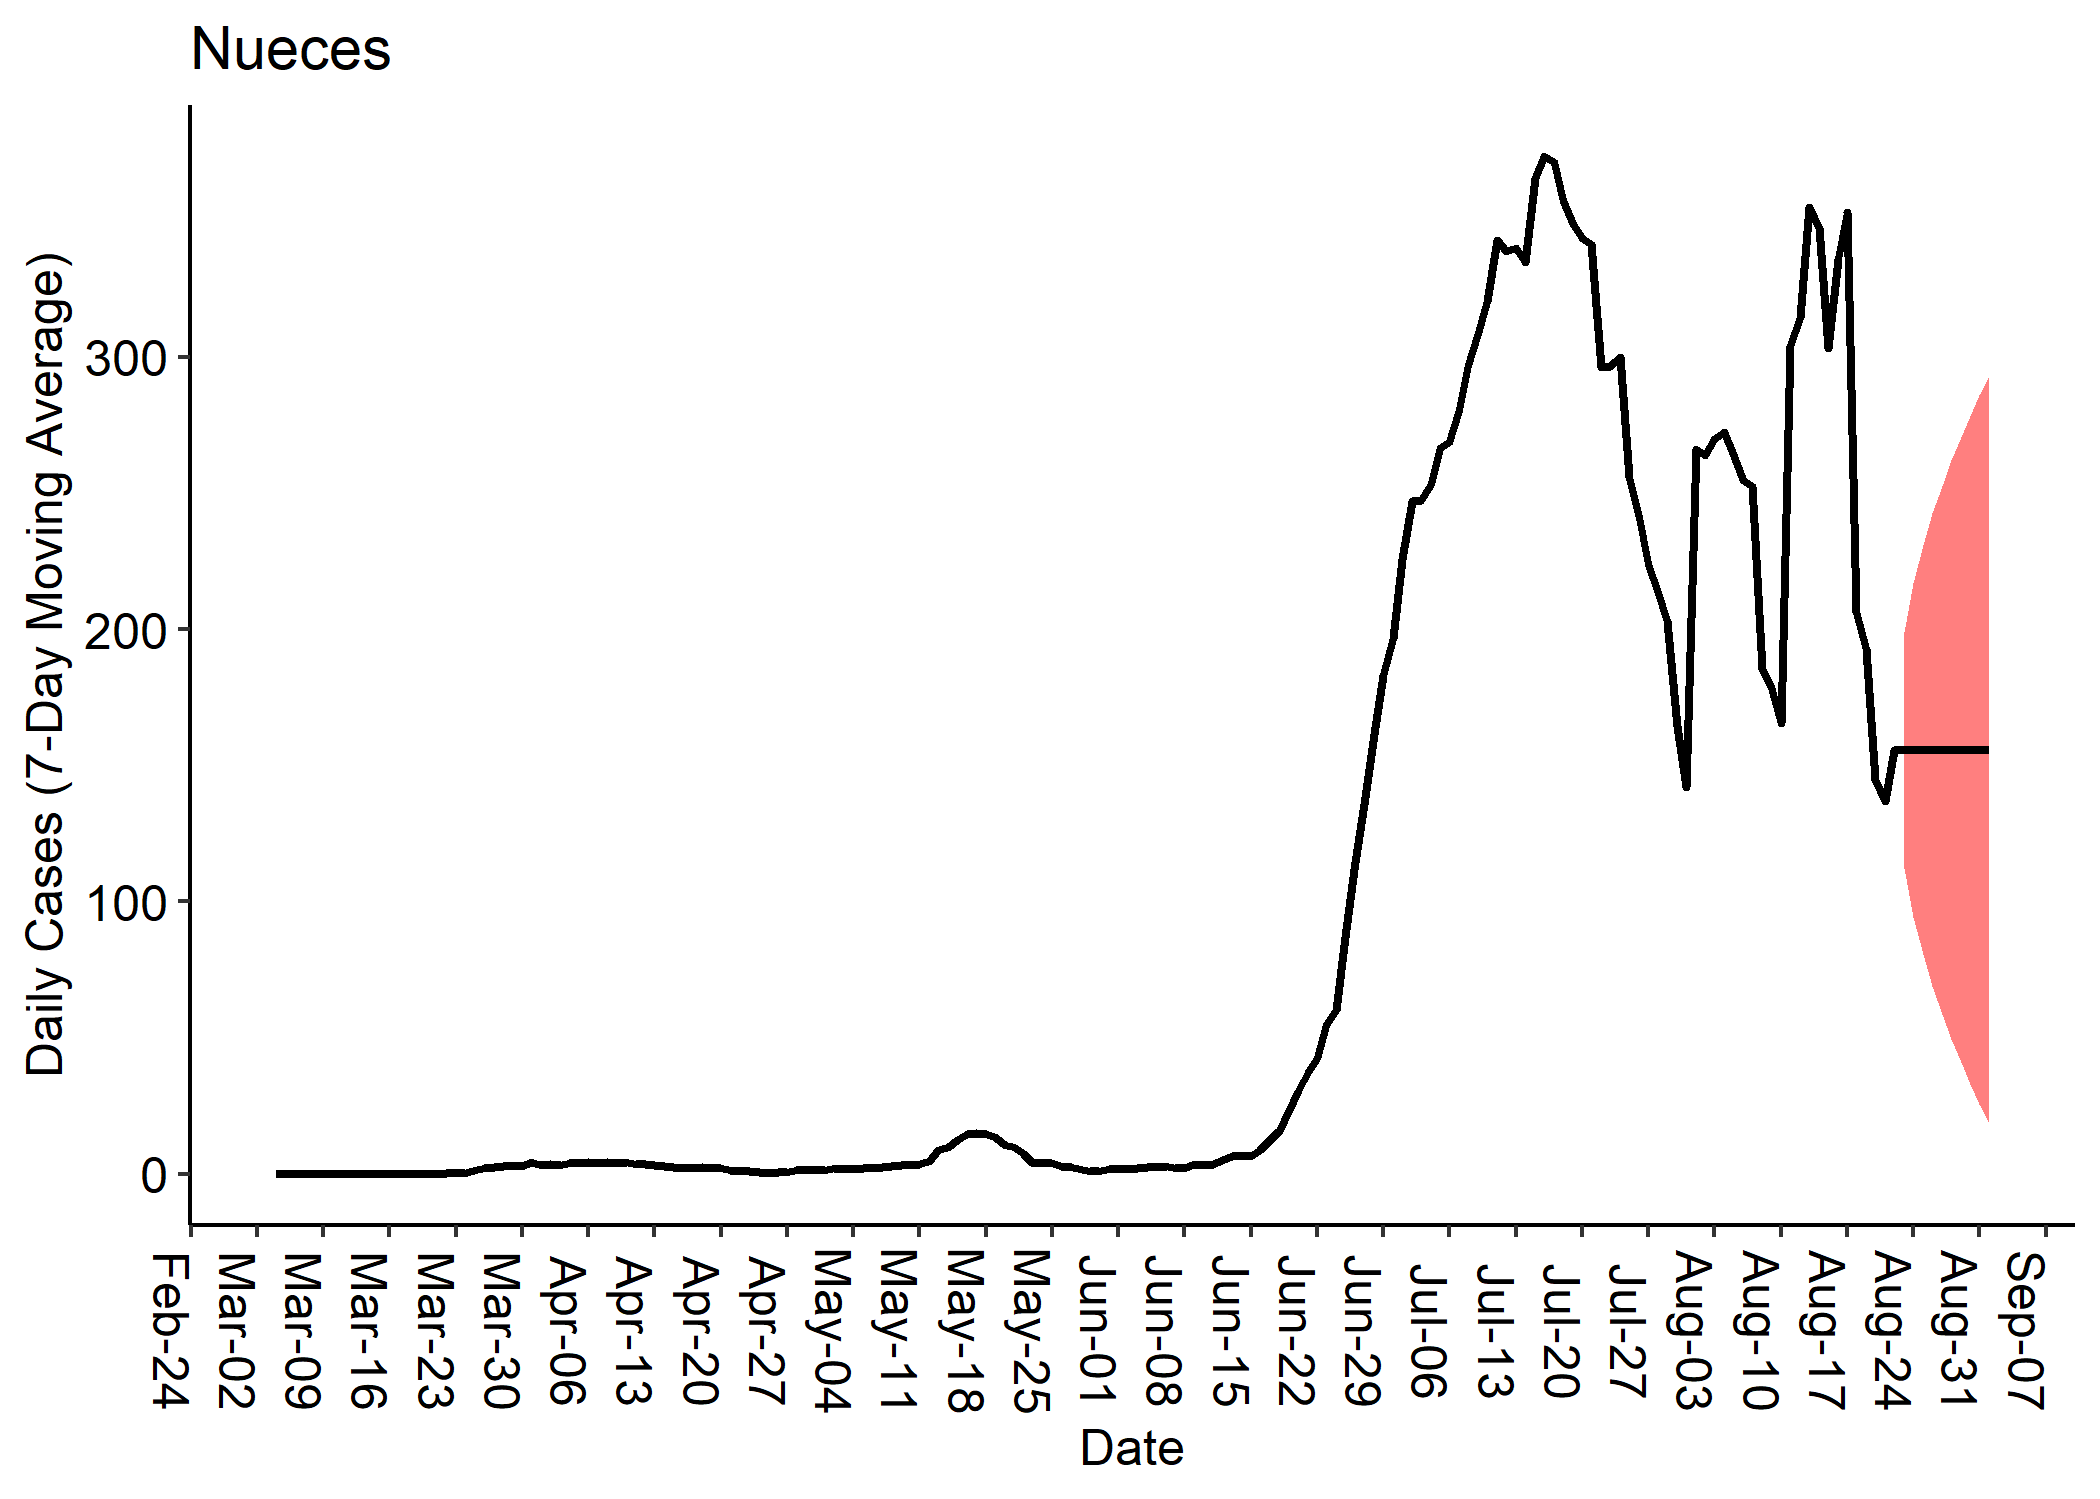 Nueces
Daily Cases (7-Day Moving Average)
300
200
100
0
Feb-24
Mar-02
Mar-09
Mar-16
Mar-23
Mar-30
Apr-06
Apr-13
Apr-20
Apr-27
May-04
May-11
May-18
May-25
Jun-01
Jun-08
Jun-15
Jun-22
Jun-29
Jul-06
Jul-13
Jul-20
Jul-27
Aug-03
Aug-10
Aug-17
Aug-24
Aug-31
Sep-07
Date